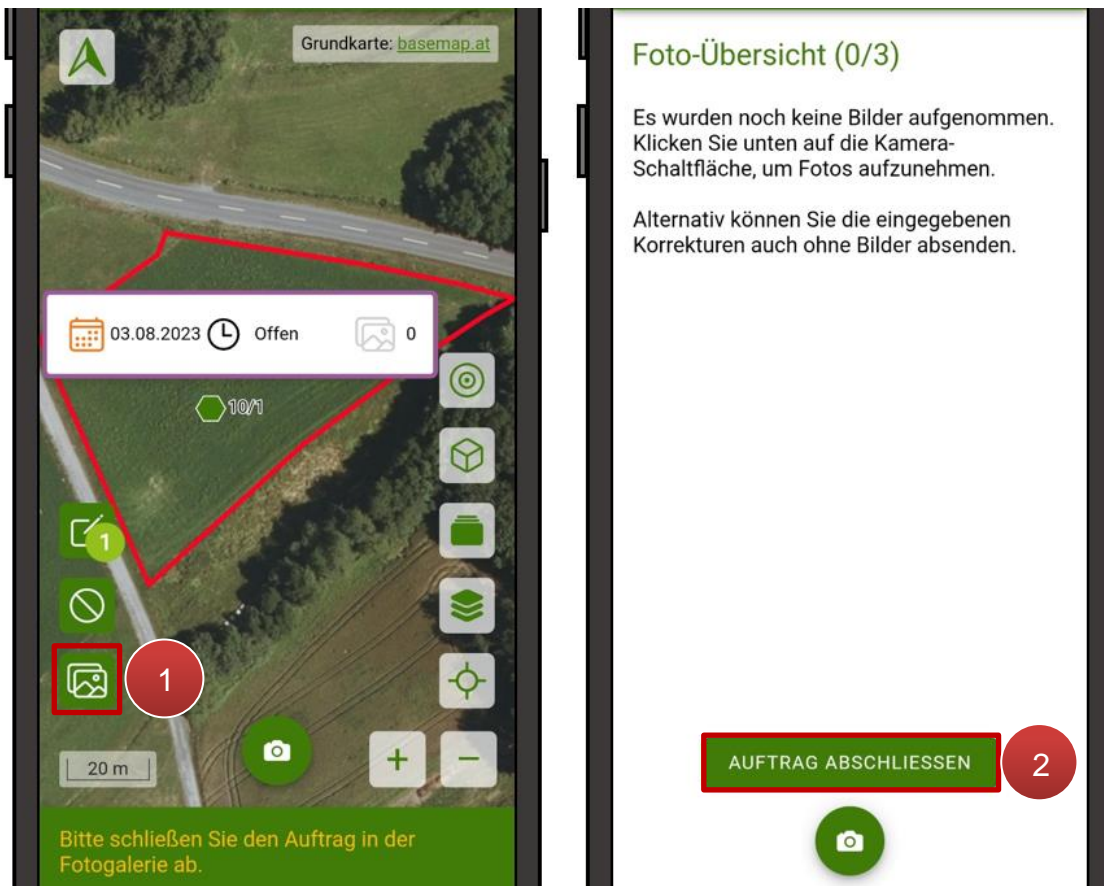 Grundkarte: basemap.at
03.08.2023 Offen 0
10/1
1
1
20 m
+ −
Bitte schließen Sie den Auftrag in der
Fotogalerie ab.
Foto-Übersicht (0/3)
Es wurden noch keine Bilder aufgenommen.
Klicken Sie unten auf die Kamera-
Schaltfläche, um Fotos aufzunehmen.
Alternativ können Sie die eingegebenen
Korrekturen auch ohne Bilder absenden.
AUFTRAG ABSCHLIESSEN
2